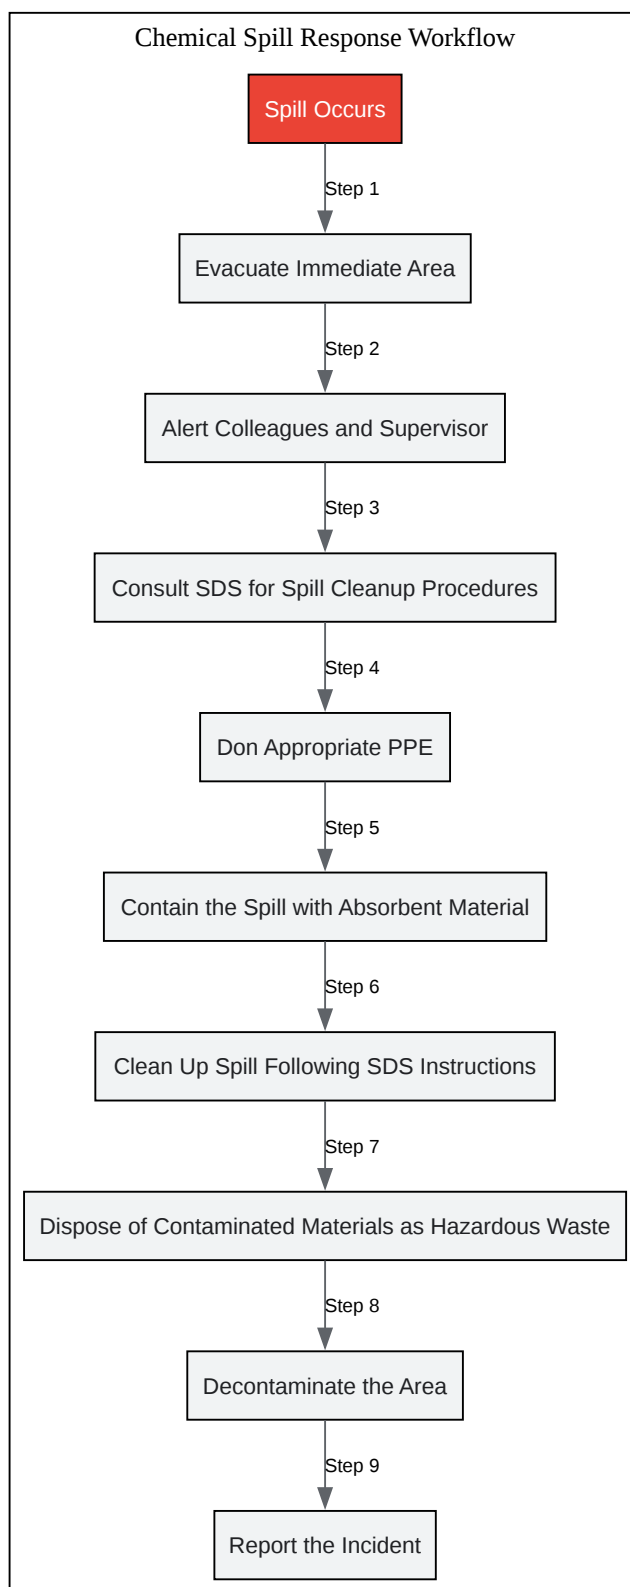 Chemical Spill Response Workflow
Spill Occurs
Step 1
Evacuate Immediate Area
Step 2
Alert Colleagues and Supervisor
Step 3
Consult SDS for Spill Cleanup Procedures
Step 4
Don Appropriate PPE
Step 5
Contain the Spill with Absorbent Material
Step 6
Clean Up Spill Following SDS Instructions
Step 7
Dispose of Contaminated Materials as Hazardous Waste
Step 8
Decontaminate the Area
Step 9
Report the Incident